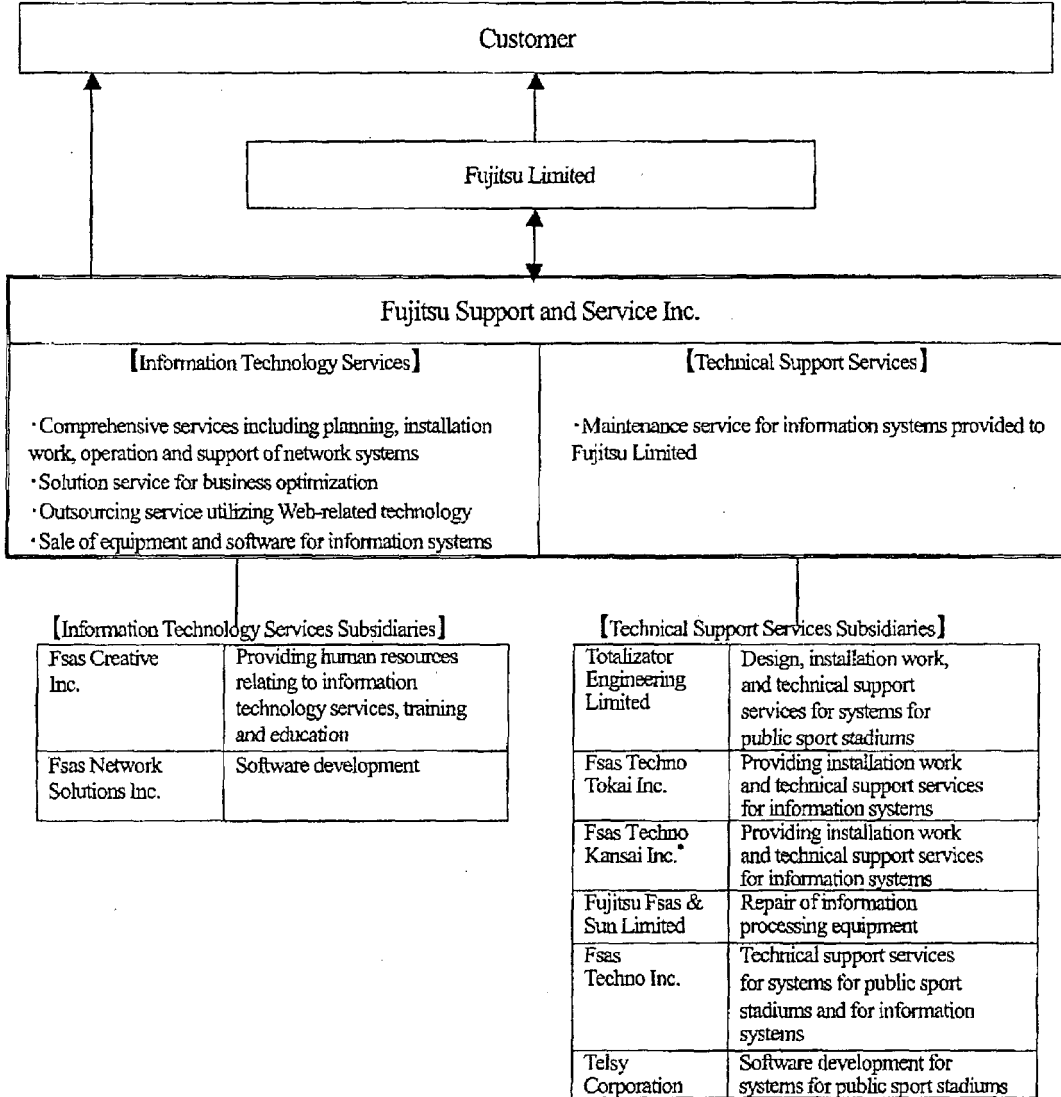 Customer
Fujitsu Limited
Fujitsu Support and Service Inc.
【Information Technology Services】
・Comprehensive services including planning, installation
work, operation and support of network systems
・Solution service for business optimization
・Outsourcing service utilizing Web-related technology
・Sale of equipment and software for information systems
【Technical Support Services】
・Maintenance service for information systems provided to
Fujitsu Limited
【Information Technology Services Subsidiaries】
Fsas Creative
Inc.
Providing human resources
relating to information
technology services, training
and education
Fsas Network
Solutions Inc.
Software development
【Technical Support Services Subsidiaries】
Totalizator
Engineering
Limited
Design, installation work,
and technical support
services for systems for
public sport stadiums
Fsas Techno
Tokai Inc.
Providing installation work
and technical support services
for information systems
Fsas Techno
Kansai Inc.*
Providing installation work
and technical support services
for information systems
Fujitsu Fsas &
Sun Limited
Repair of information
processing equipment
Fsas
Techno Inc.
Technical support services
for systems for public sport
stadiums and for information
systems
Telsy
Corporation
Software development for
systems for public sport stadiums